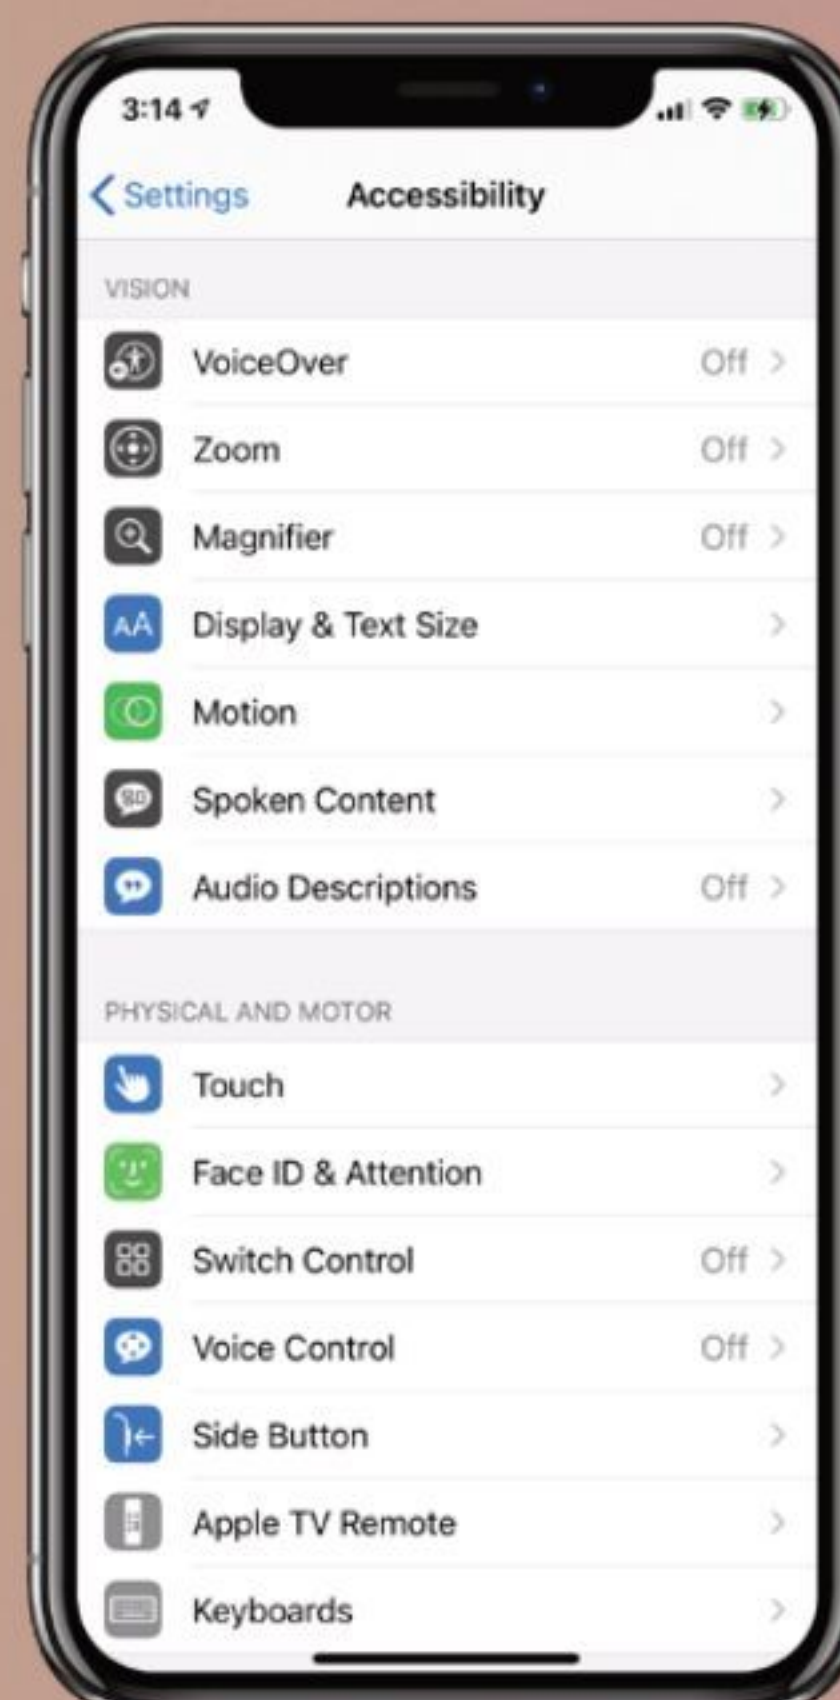 3:14
Settings Accessibility
VISION
VoiceOver Off
Zoom Off
Magnifier Off
Display & Text Size
Motion
Spoken Content
Audio Descriptions Off
PHYSICAL AND MOTOR
Touch
Face ID & Attention
Switch Control Off
Voice Control Off
Side Button
Apple TV Remote
Keyboards